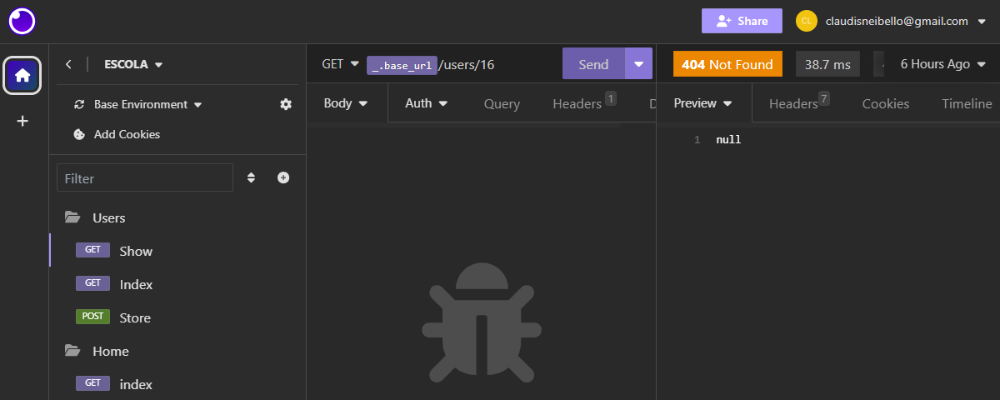 Share
CL
claudisneibello@gmail.com
ESCOLA
Base Environment
Add Cookies
Filter
Users
GET Show
GET Index
POST Store
Home
GET index
GET _.base_url/users/16 Send
Body Auth Query Headers 1 D
404 Not Found 38.7 ms 6 Hours Ago
Preview Headers 7 Cookies Timeline
1 null